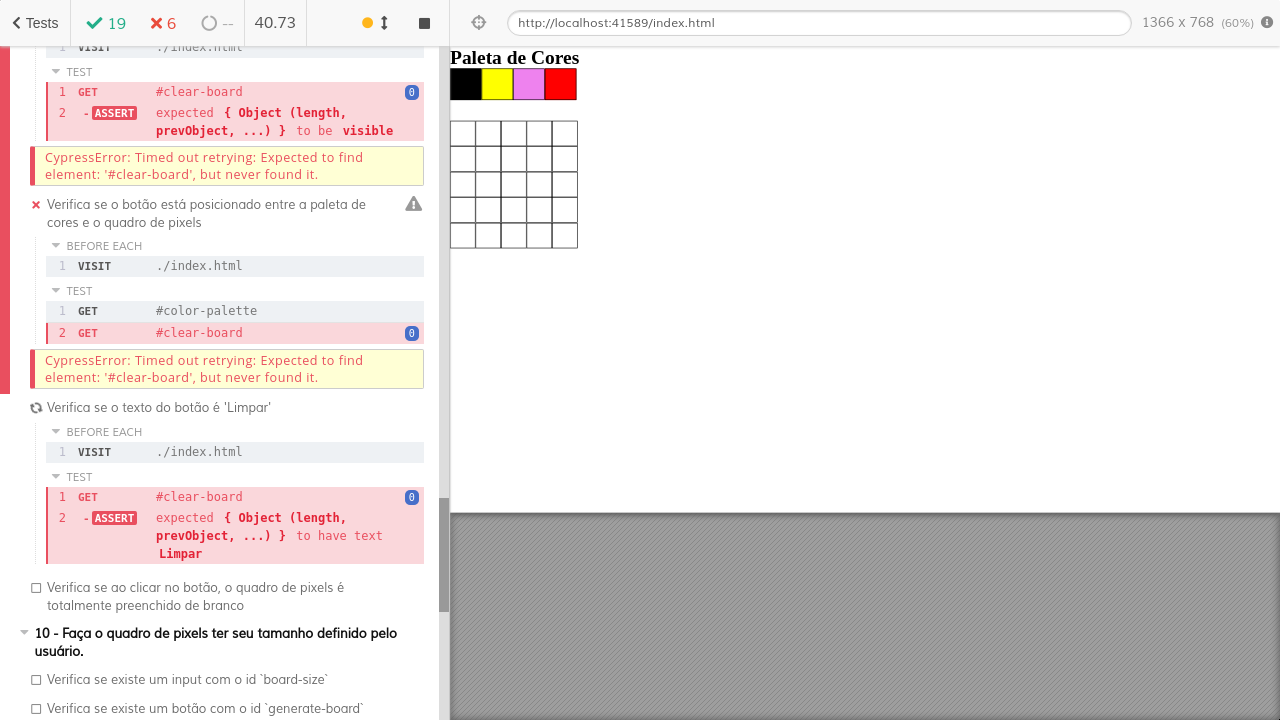 Tests
19
6
--
40.73
http://localhost:41589/index.html
1366 x 768 (60%)
1 VISIT ./index.html
TEST
1 GET #clear-board 0
2 - ASSERT expected { Object (length,
prevObject, ...) } to be visible
CypressError: Timed out retrying: Expected to find
element: '#clear-board', but never found it.
Verifica se o botão está posicionado entre a paleta de
cores e o quadro de pixels
BEFORE EACH
1 VISIT ./index.html
TEST
1 GET #color-palette
2 GET #clear-board 0
CypressError: Timed out retrying: Expected to find
element: '#clear-board', but never found it.
Verifica se o texto do botão é 'Limpar'
BEFORE EACH
1 VISIT ./index.html
TEST
1 GET #clear-board 0
2 - ASSERT expected { Object (length,
prevObject, ...) } to have text
Limpar
Verifica se ao clicar no botão, o quadro de pixels é
totalmente preenchido de branco
10 - Faça o quadro de pixels ter seu tamanho definido pelo
usuário.
Verifica se existe um input com o id `board-size`
Verifica se existe um botão com o id `generate-board`
Paleta de Cores